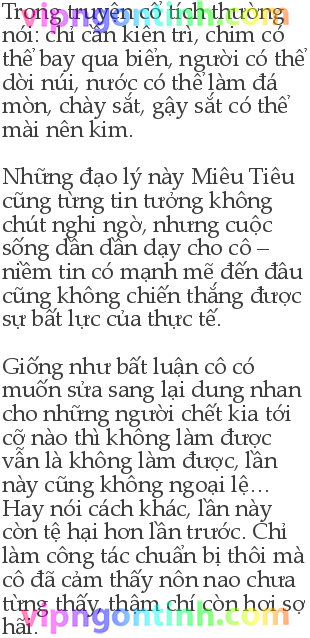 Trong truyện cổ tích thường
vipngontinh.com
nói: chỉ cần kiên trì, chim có
thể bay qua biển, người có thể
dời núi, nước có thể làm đá
mòn, chày sắt, gậy sắt có thể
mài nên kim.
Những đạo lý này Miêu Tiêu
cũng từng tin tưởng không
chút nghi ngờ, nhưng cuộc
sống dần dần dạy cho cô –
niềm tin có mạnh mẽ đến đâu
cũng không chiến thắng được
sự bất lực của thực tế.
Giống như bất luận cô có
muốn sửa sang lại dung nhan
cho những người chết kia tới
cỡ nào thì không làm được
vẫn là không làm được, lần
này cũng không ngoại lệ…
Hay nói cách khác, lần này
còn tệ hại hơn lần trước. Chỉ
làm công tác chuẩn bị thôi mà
cô đã cảm thấy nôn nao chưa
từng thấy, thậm chí còn hơi sợ
vipngontinh.com
hãi.